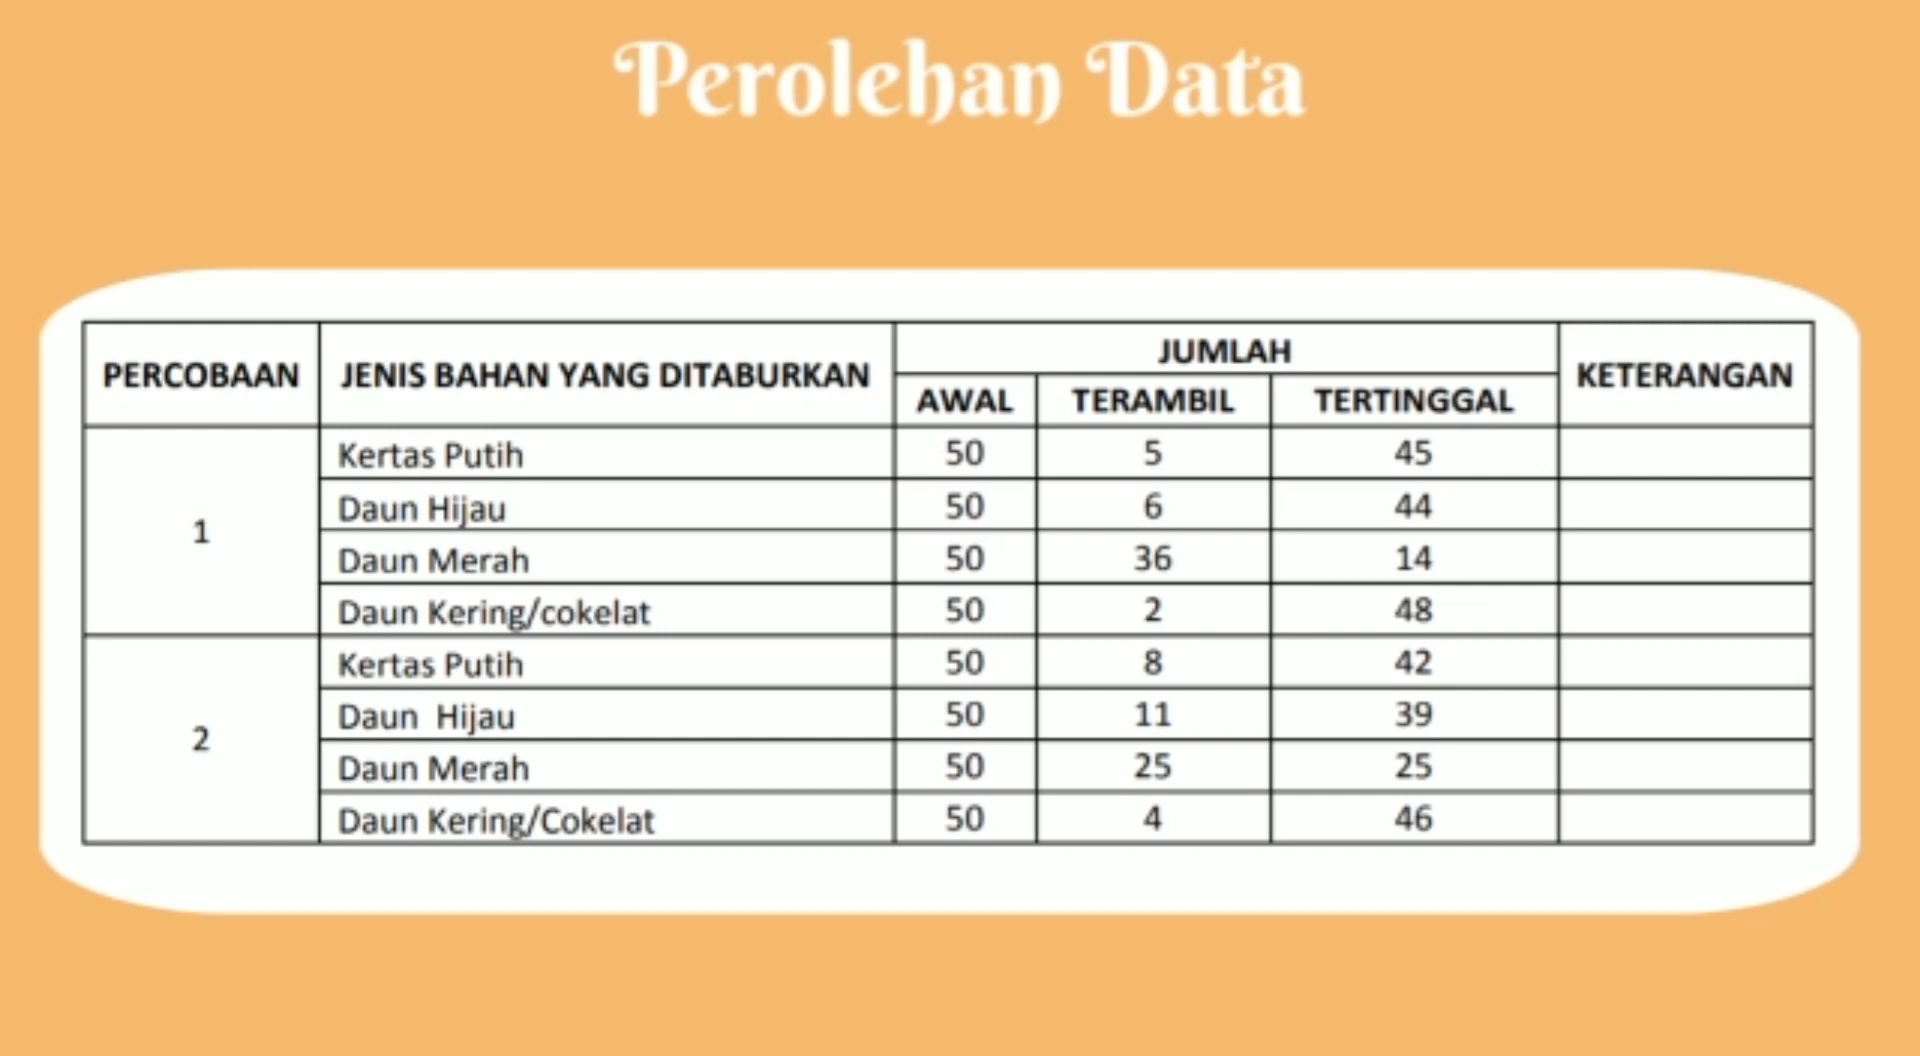 Perolehan Data
PERCOBAAN JENIS BAHAN YANG DITABURKAN JUMLAH KETERANGAN
AWAL TERAMBIL TERTINGGAL
1
Kertas Putih 50 5 45
Daun Hijau 50 6 44
Daun Merah 50 36 14
Daun Kering/cokelat 50 2 48
2
Kertas Putih 50 8 42
Daun Hijau 50 11 39
Daun Merah 50 25 25
Daun Kering/Cokelat 50 4 46